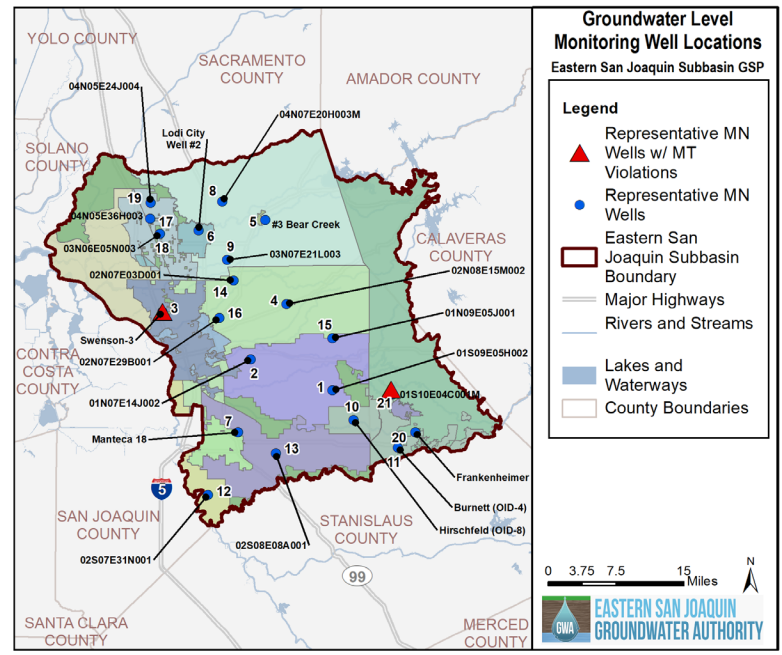 Groundwater Level
Monitoring Well Locations
Eastern San Joaquin Subbasin GSP
Legend
Representative MN
Wells w/ MT
Violations
Representative MN
Wells
Eastern San
Joaquin Subbasin
Boundary
Major Highways
Rivers and Streams
Lakes and
Waterways
County Boundaries
0 3.75 7.5 15
Miles
N
GWA
EASTERN SAN JOAQUIN
GROUNDWATER AUTHORITY
YOLO COUNTY
SACRAMENTO
COUNTY
AMADOR COUNTY
04N05E24J004
04N07E20H003M
Lodi City
Well #2
SOLANO
COUNTY
19
8
04N05E36H003
17
5
#3 Bear Creek
6
03N06E05N003
18
CALAVERAS
COUNTY
9
03N07E21L003
02N07E03D001
14
02N08E15M002
4
3
16
15
01N09E05J001
Swenson-3
02N07E29B001
01S09E05H002
CONTRA
COSTA
COUNTY
2
1
01N07E14J002
21
01S10E04C001M
10
7
Manteca 18
20
13
11
Frankenheimer
12
5
Burnett (OID-4)
SAN JOAQUIN
COUNTY
STANISLAUS
COUNTY
Hirschfeld (OID-8)
02S08E08A001
02S07E31N001
99
SANTA CLARA
COUNTY
MERCED
COUNTY